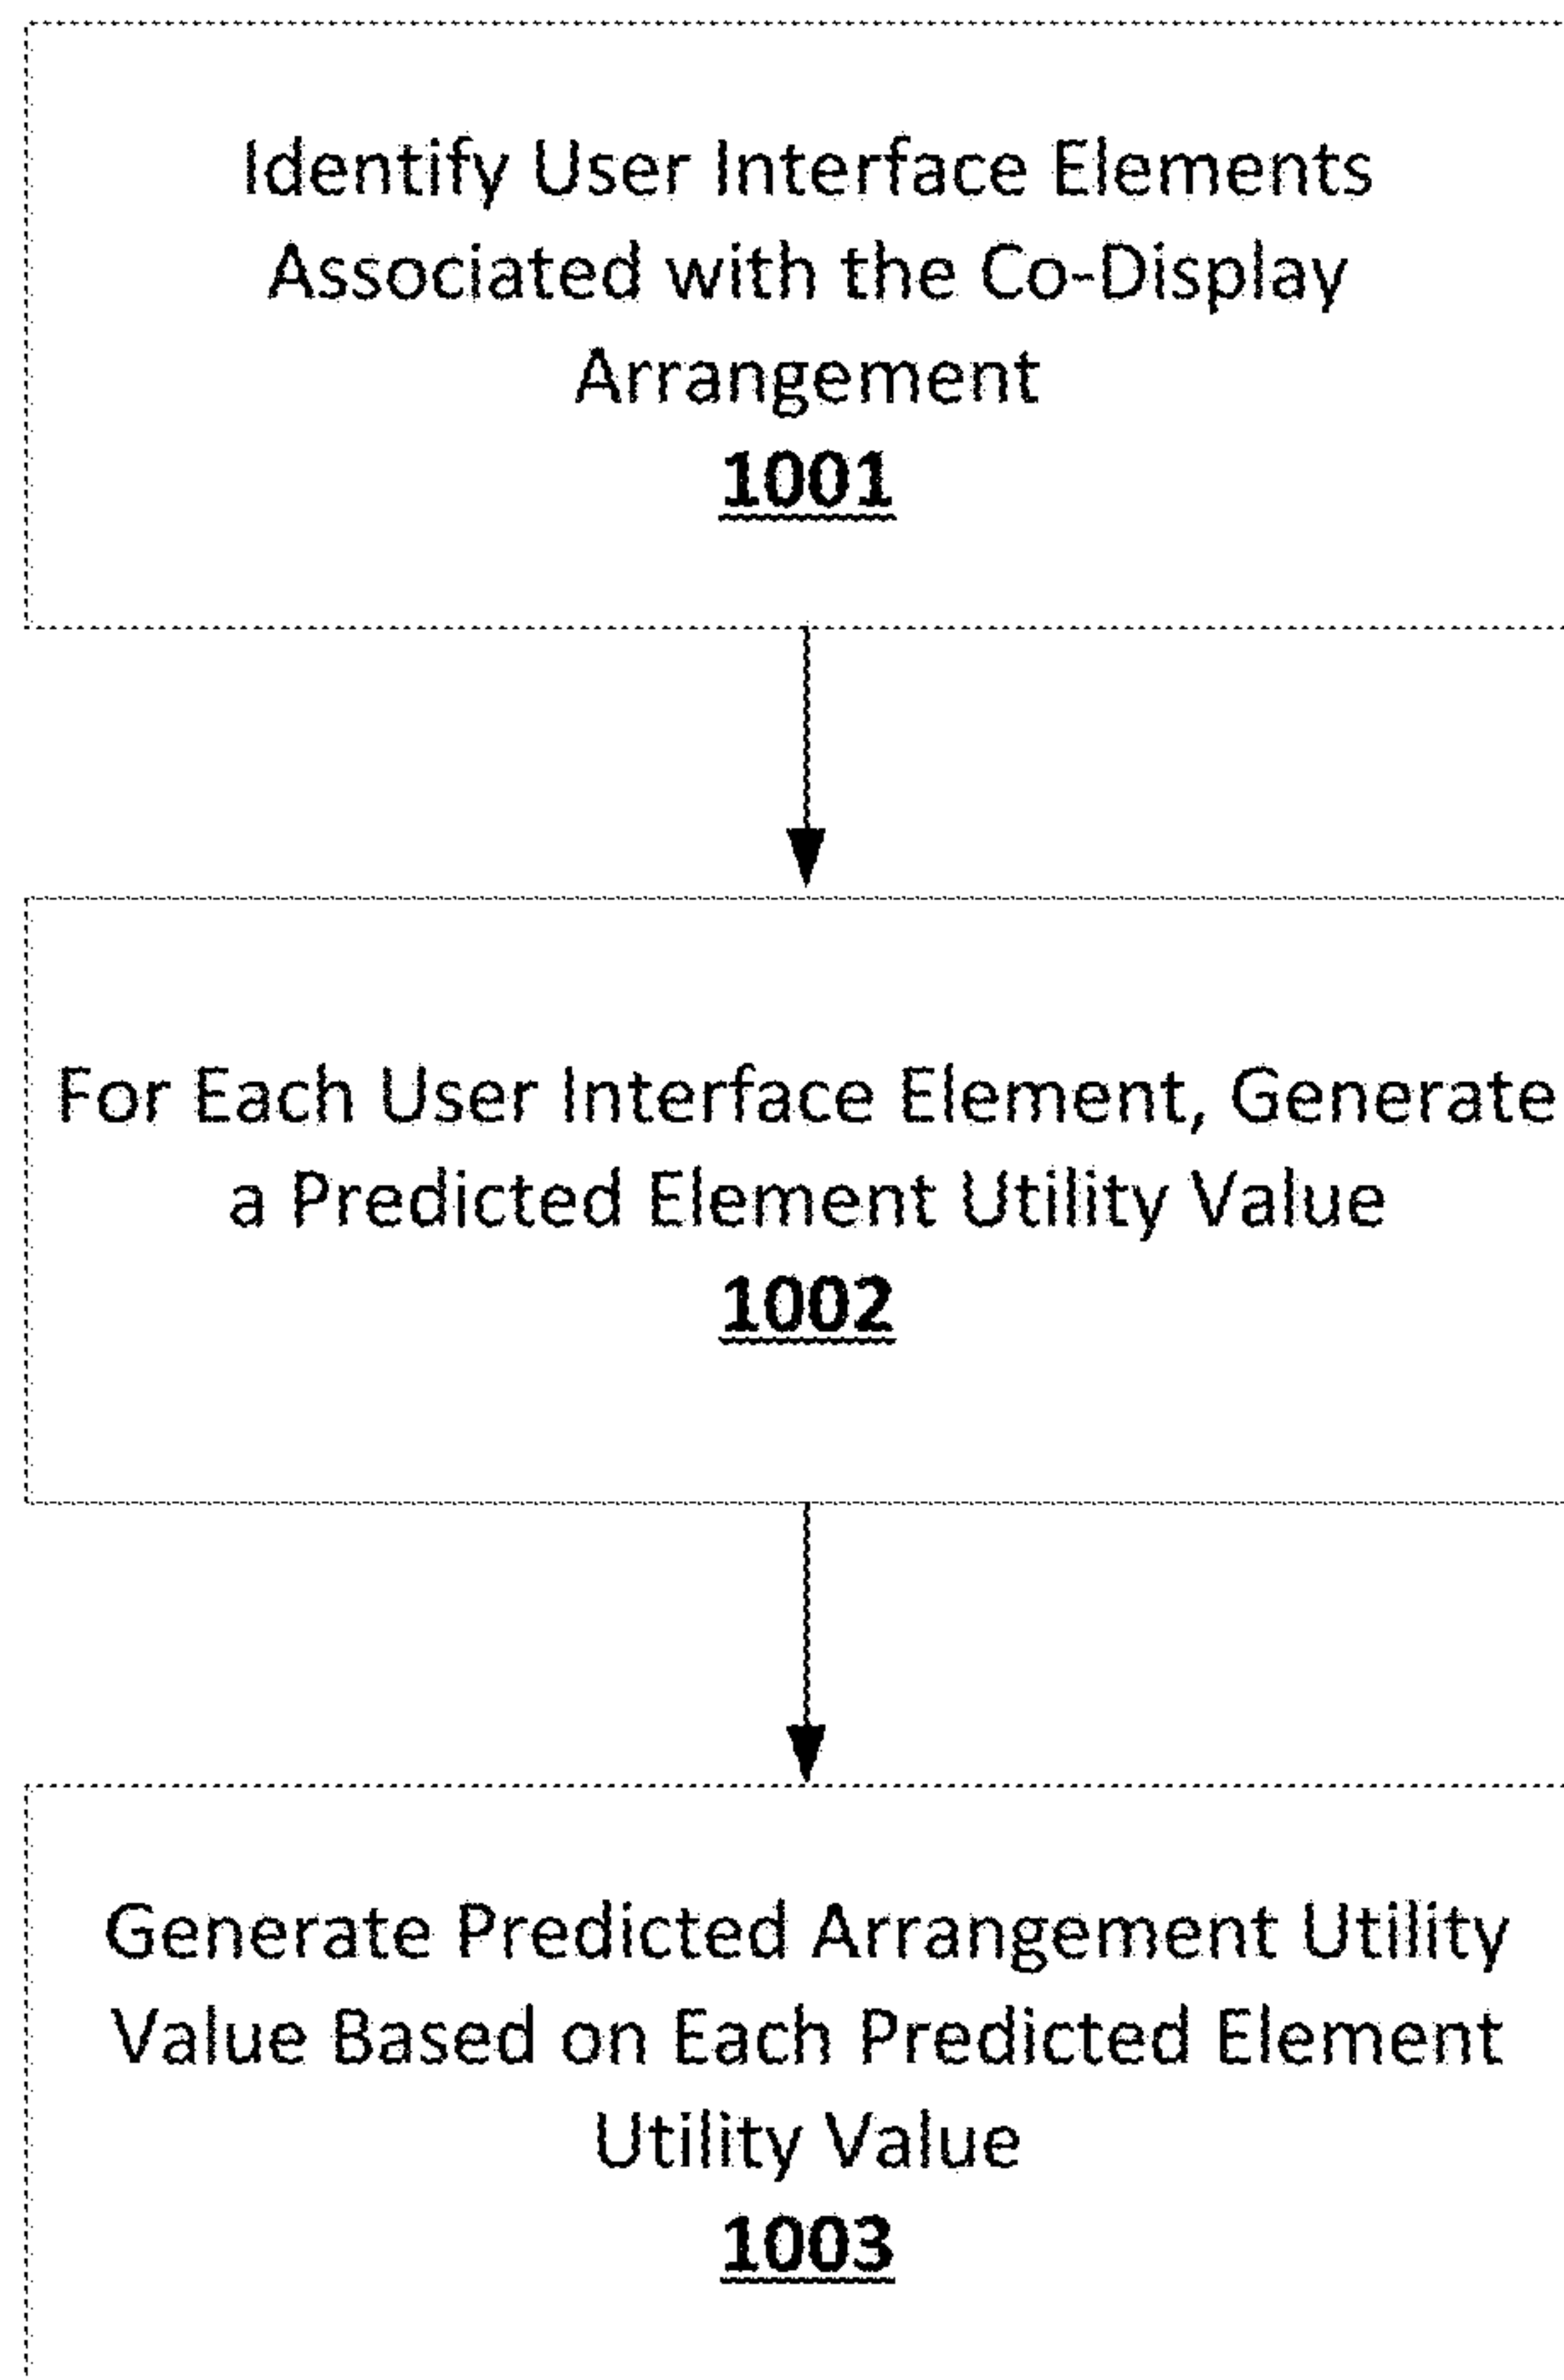 Identify User Interface Elements
Associated with the Co-Display
Arrangement
1001
For Each User Interface Element, Generate
a Predicted Element Utility Value
1002
Generate Predicted Arrangement Utility
Value Based on Each Predicted Element
Utility Value
1003